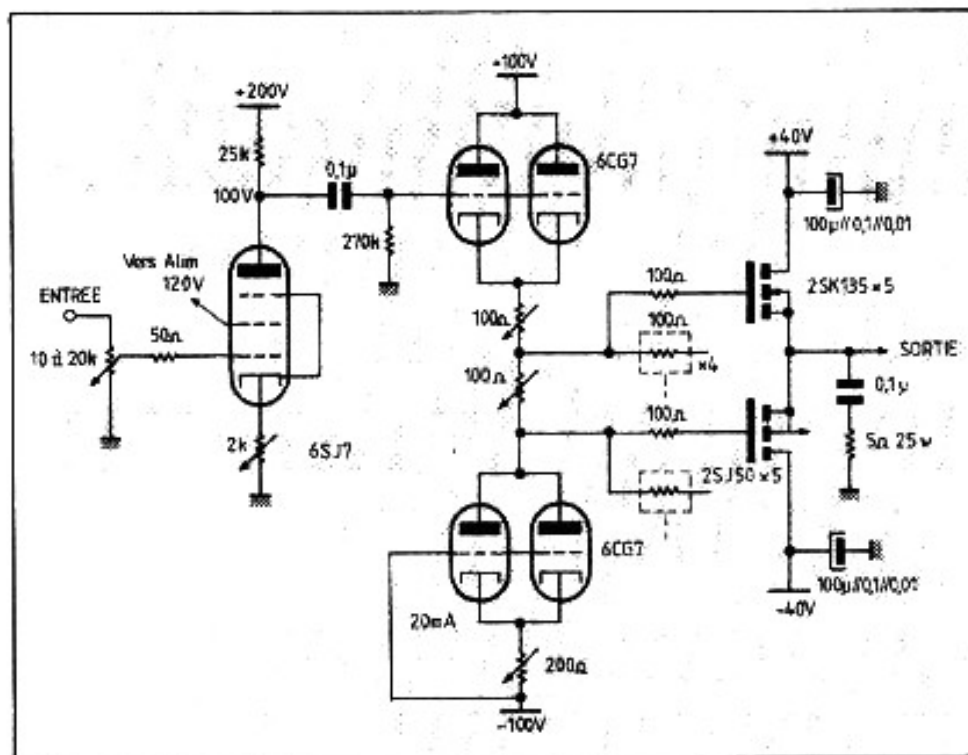 +100V
+200V
6CG7
+40V
25k
0,1µ
100V
100µ//0,1//0,01
270k
Vers Alim
120V
100Ω
2SK135 × 5
ENTREE
100Ω
100Ω
SORTIE
50Ω
×4
10 à 20k
100Ω
100Ω
0,1µ
2k
6SJ7
2SJ50 × 5
5Ω 25w
6CG7
20mA
100µ//0,1//0,01
-40V
200Ω
-100V